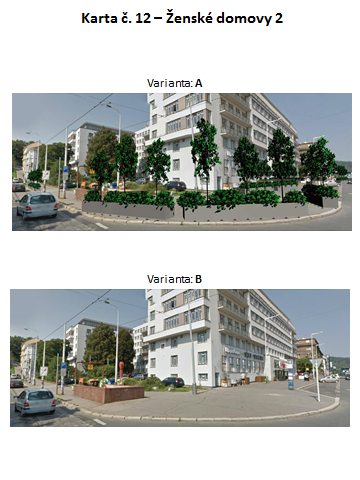 Karta č. 12 – Ženské domovy 2
Varianta: A
Varianta: B